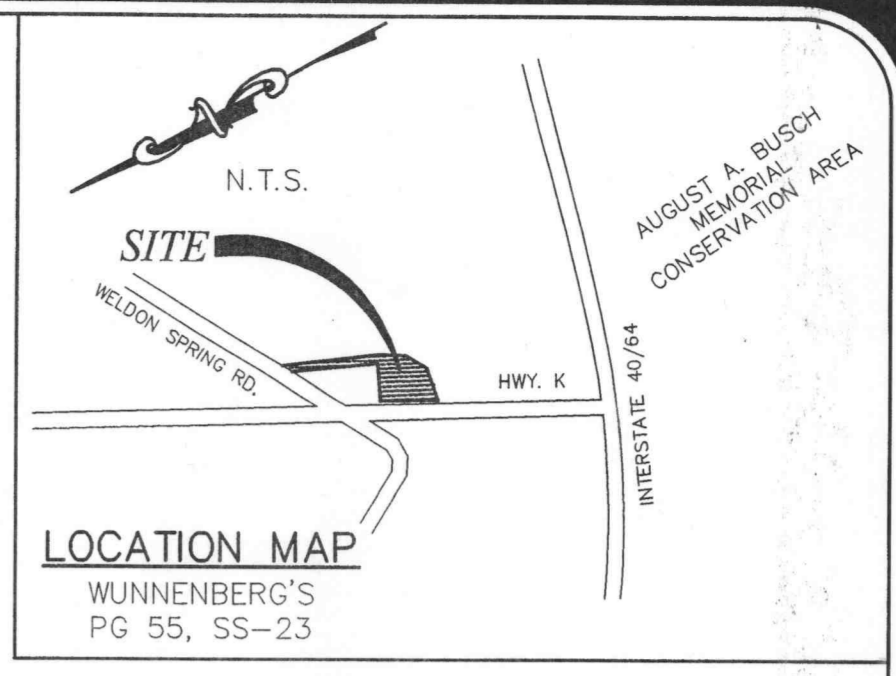 N
N.T.S.
SITE
WELDON SPRING RD.
HWY. K
INTERSTATE 40/64
AUGUST A. BUSCH
MEMORIAL
CONSERVATION AREA
LOCATION MAP
WUNNENBERG'S
PG 55, SS-23